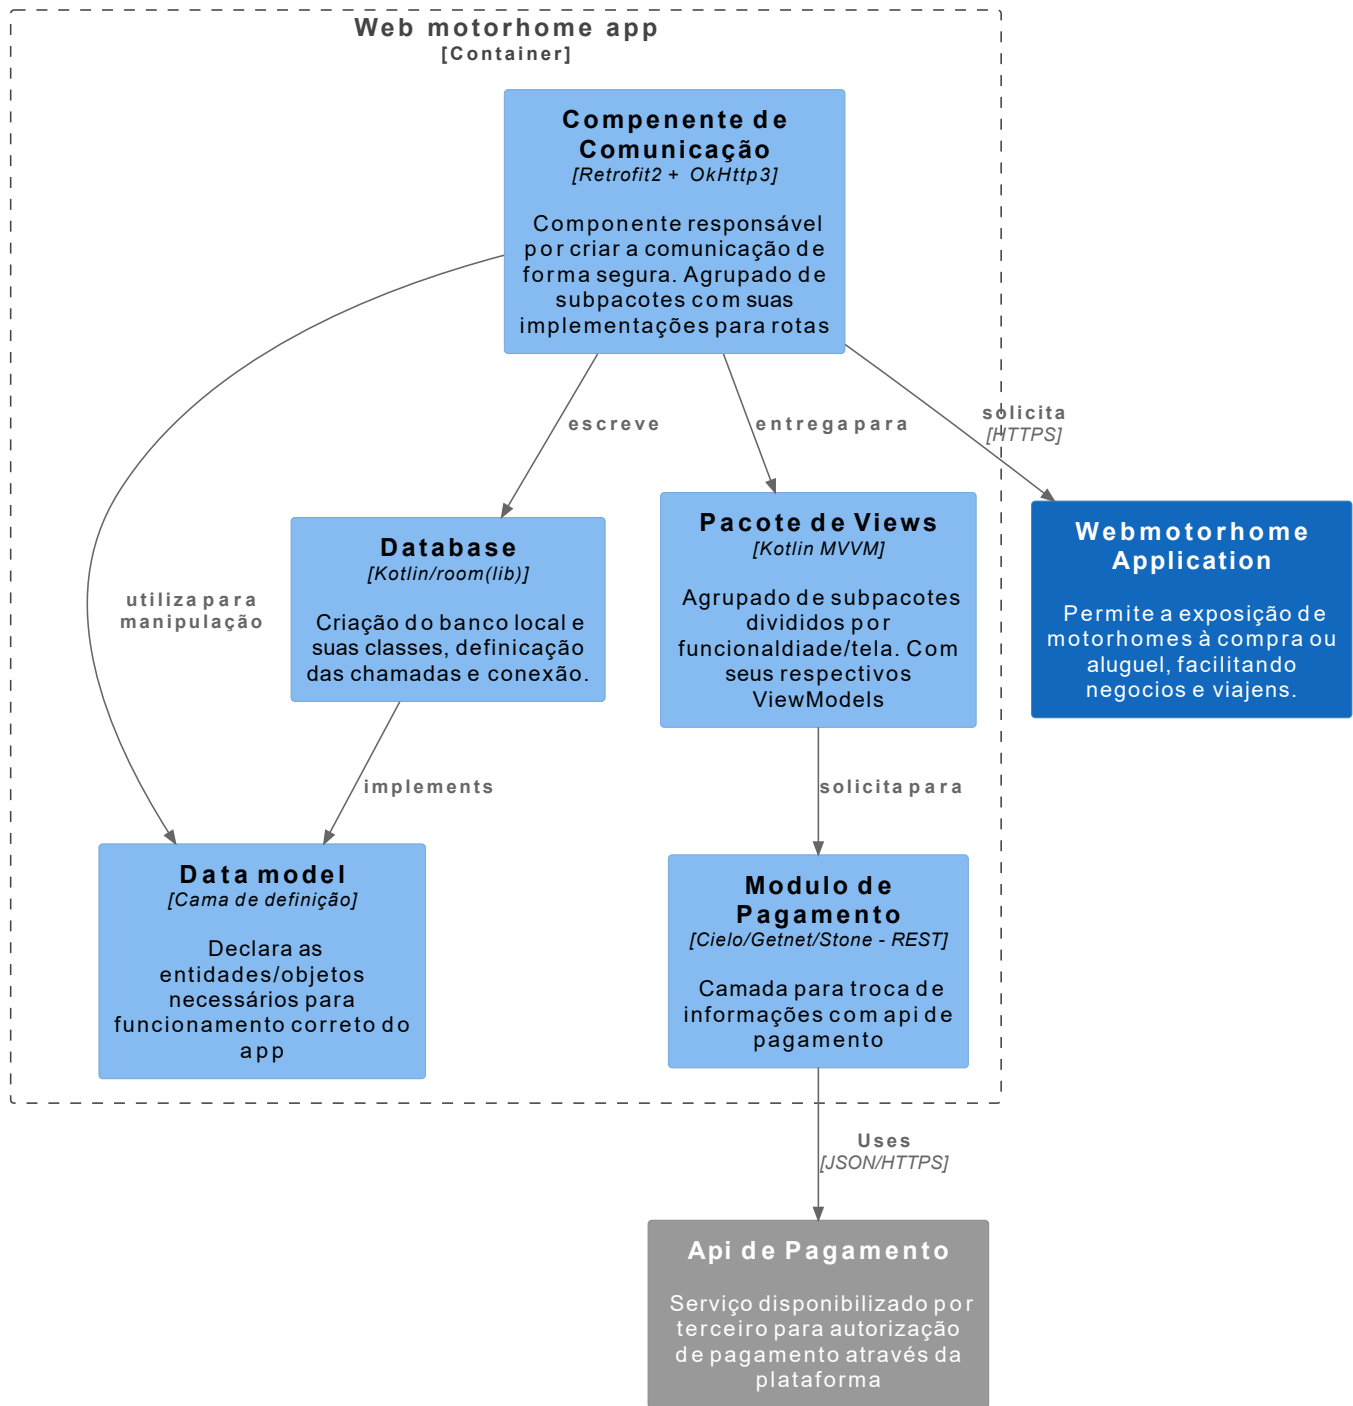 Web motorhome app
[Container]
Compenente de
Comunicação
[Retrofit2 + OkHttp3]
Componente responsável
por criar a comunicação de
forma segura. Agrupado de
subpacotes com suas
implementações para rotas
escreve
entrega para
solicita
[HTTPS]
utiliza para
manipulação
Database
[Kotlin/room(lib)]
Criação do banco local e
suas classes, definicação
das chamadas e conexão.
Pacote de Views
[Kotlin MVVM]
Agrupado de subpacotes
divididos por
funcionaldiade/tela. Com
seus respectivos
ViewModels
Webmotorhome
Application
Permite a exposição de
motorhomes à compra ou
aluguel, facilitando
negocios e viajens.
implements
solicita para
Data model
[Cama de definição]
Declara as
entidades/objetos
necessários para
funcionamento correto do
app
Modulo de
Pagamento
[Cielo/Getnet/Stone - REST]
Camada para troca de
informações com api de
pagamento
Uses
[JSON/HTTPS]
Api de Pagamento
Serviço disponibilizado por
terceiro para autorização
de pagamento através da
plataforma